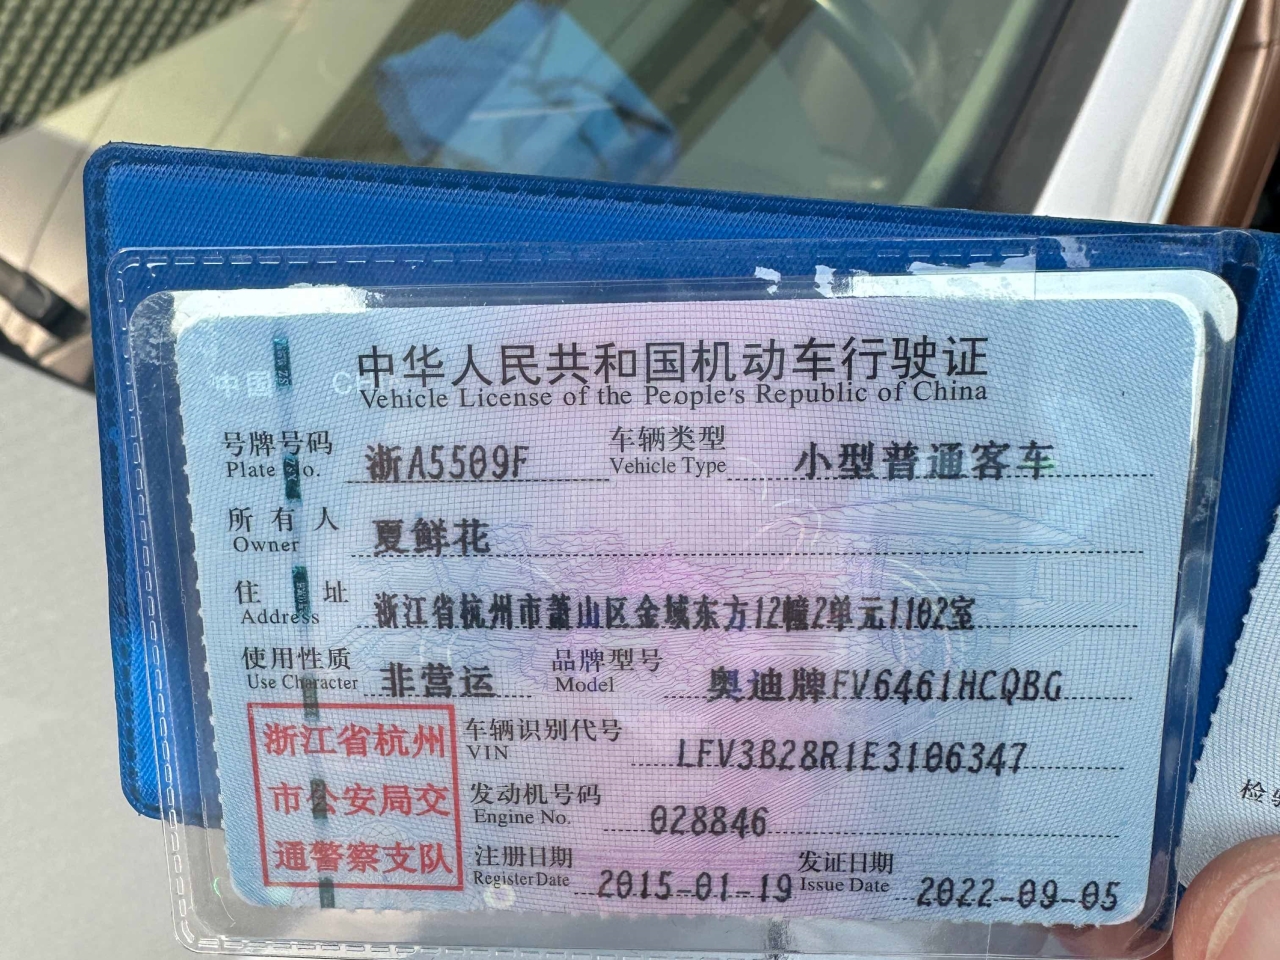 中华人民共和国机动车行驶证
Vehicle License of the People's Republic of China
号牌号码 浙A5509F 车辆类型 小型普通客车
Plate No. Vehicle Type
所有人 夏鲜花
Owner
住址 浙江省杭州市萧山区金城东方12幢2单元1102室
Address
使用性质 非营运 品牌型号 奥迪牌FV6461HCQBG
Use Character Model
浙江省杭州
市公安局交
通警察支队
车辆识别代号 LFV3B28R1E3106347
VIN
发动机号码 028846
Engine No.
注册日期 2015-01-19 发证日期 2022-09-05
Register Date Issue Date
检验